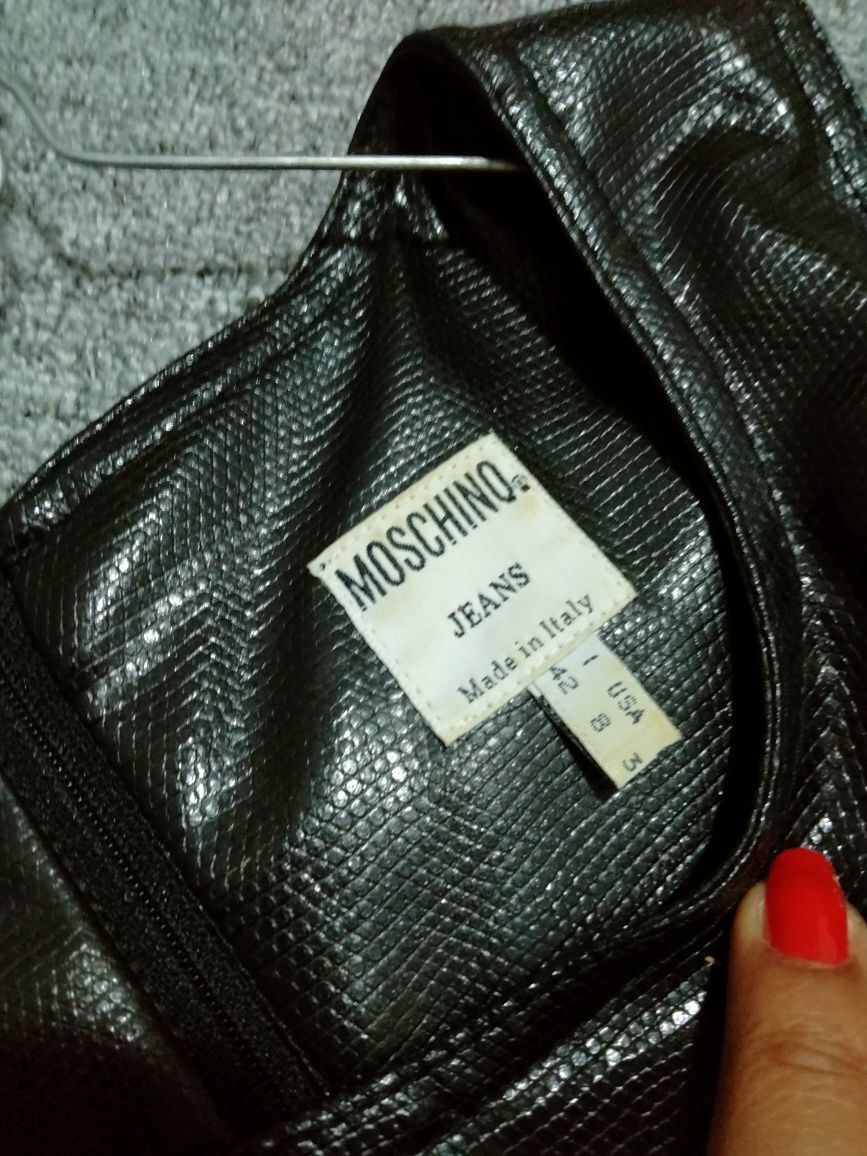 MOSCHINO.®
JEANS
Made in Italy
I USA
42 8 3